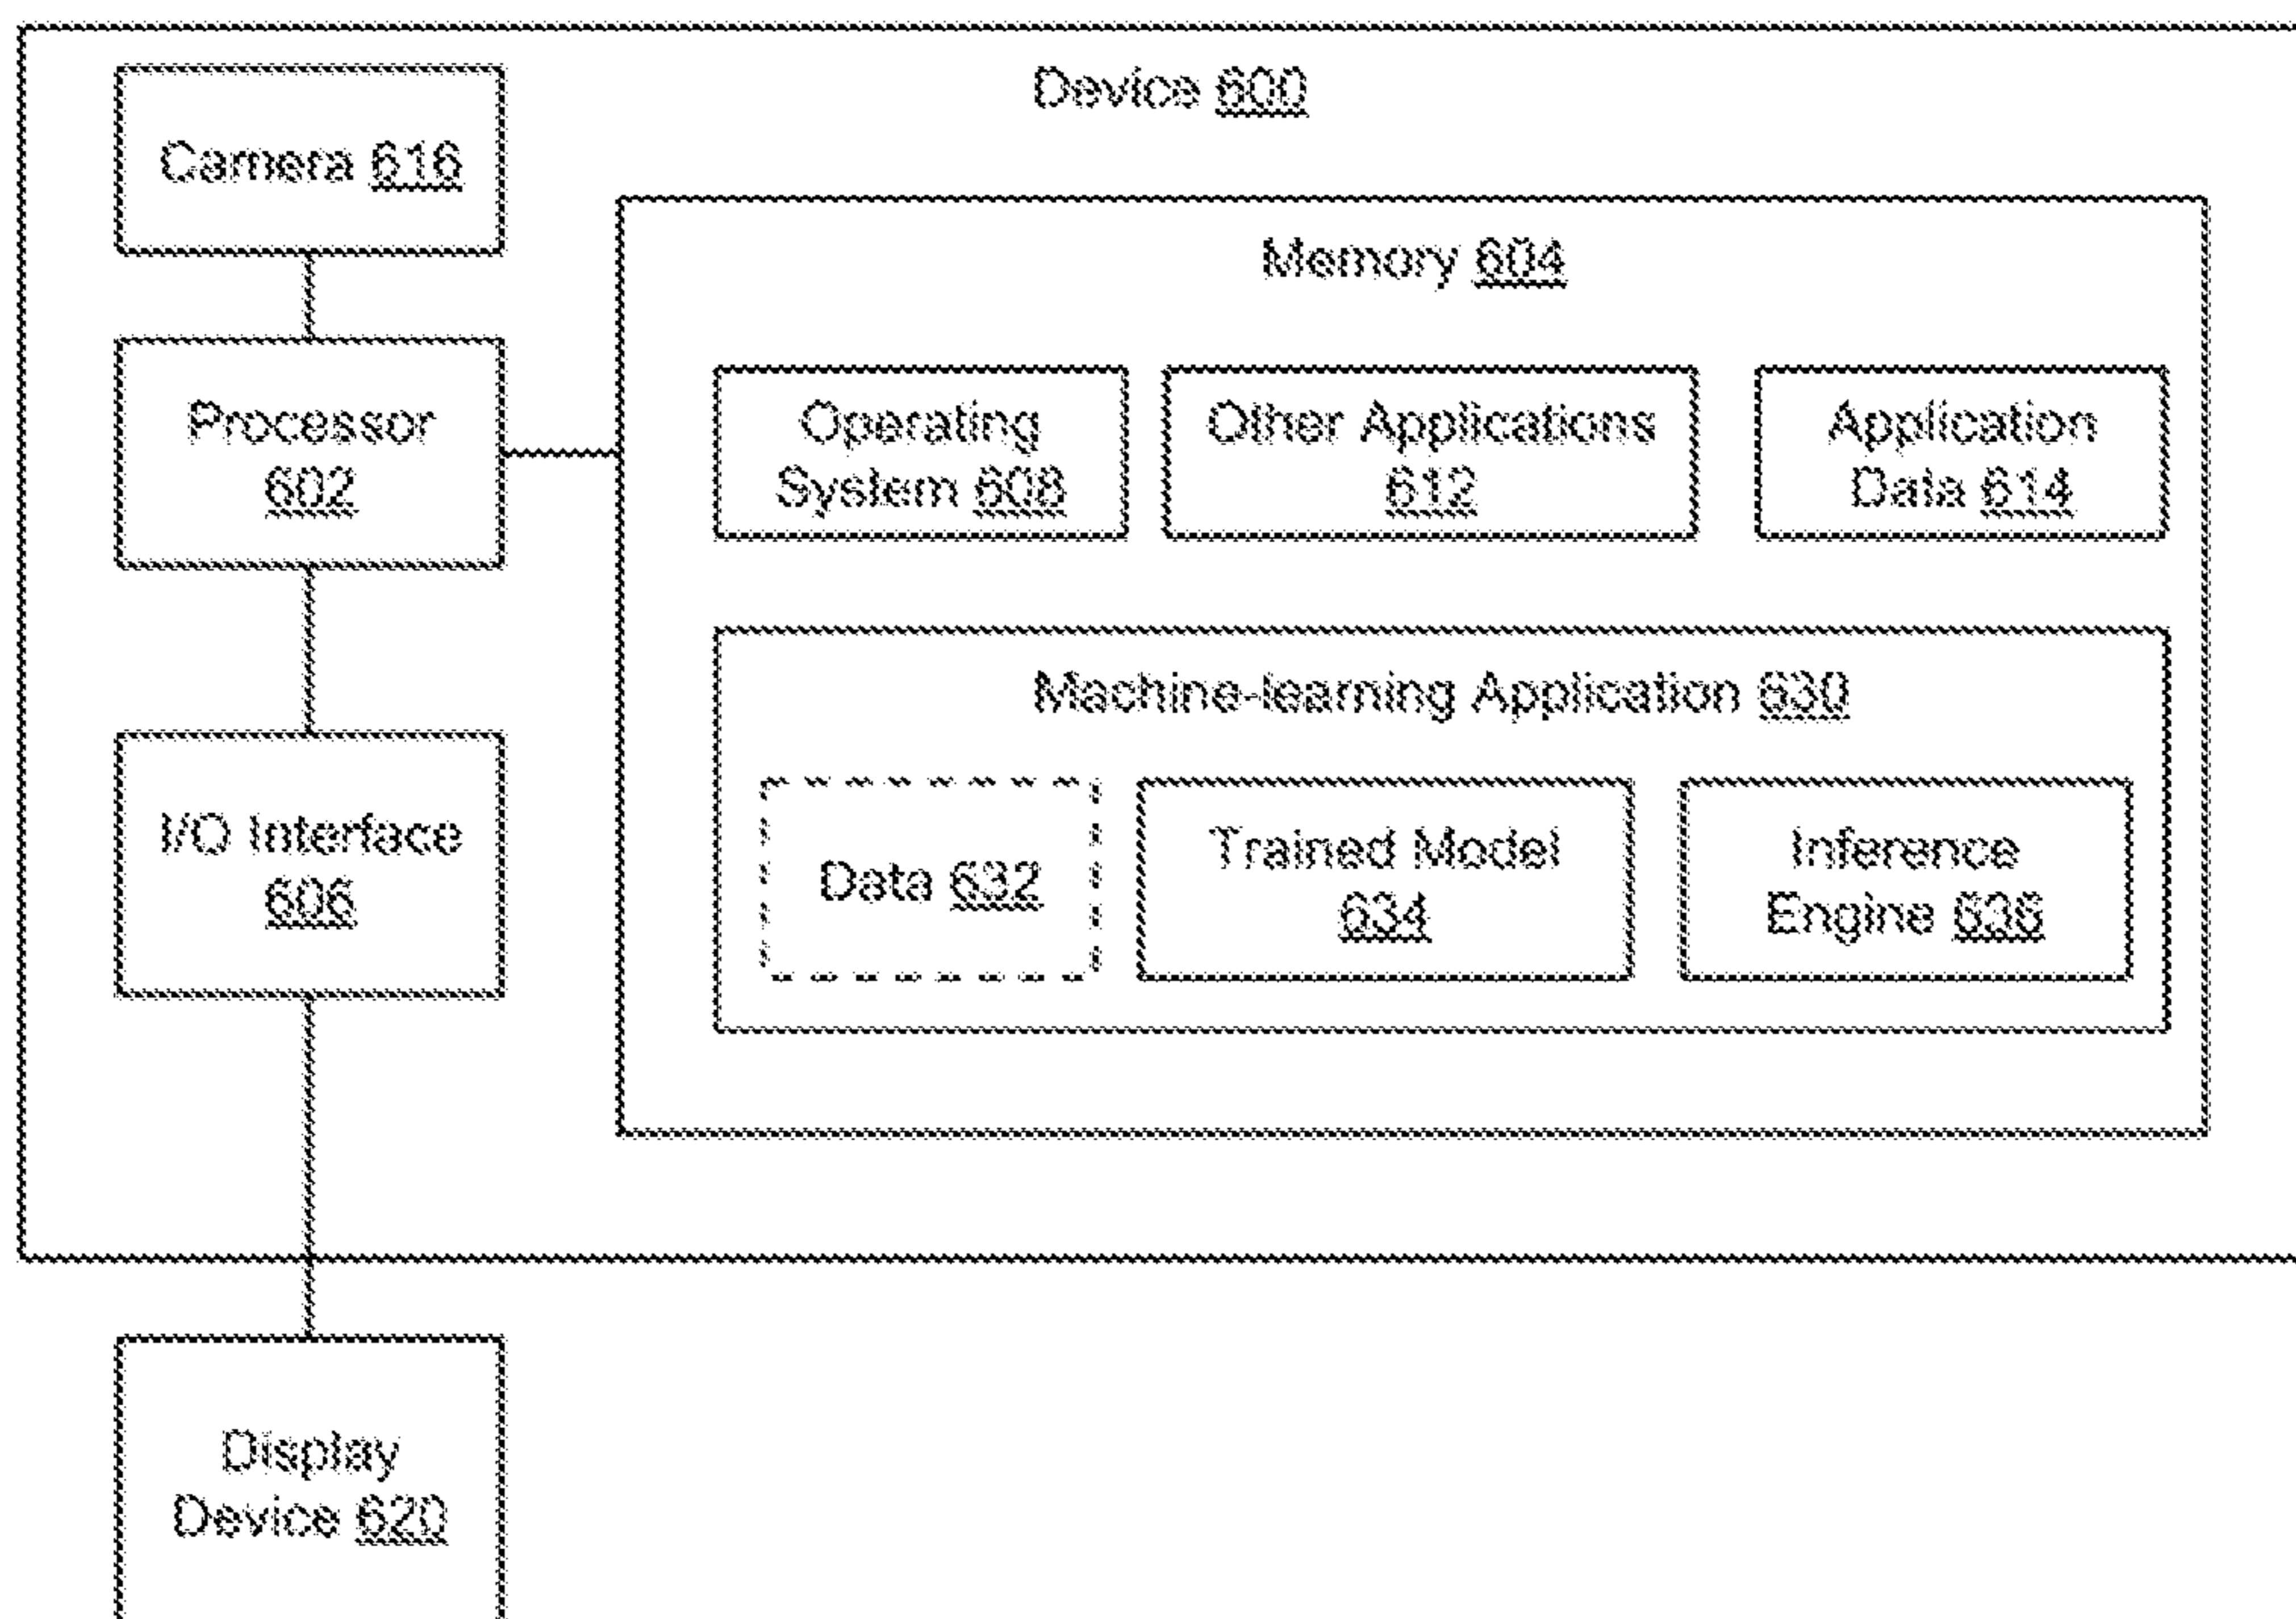 Device 600
Camera 616
Memory 604
Processor
602
Operating
System 608
Other Applications
612
Application
Data 614
Machine-learning Application 630
I/O Interface
606
Data 632
Trained Model
634
Inference
Engine 636
Display
Device 620